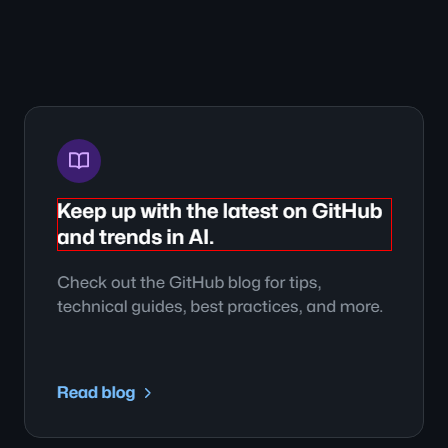 Keep up with the latest on GitHub
and trends in AI.
Check out the GitHub blog for tips,
technical guides, best practices, and more.
Read blog